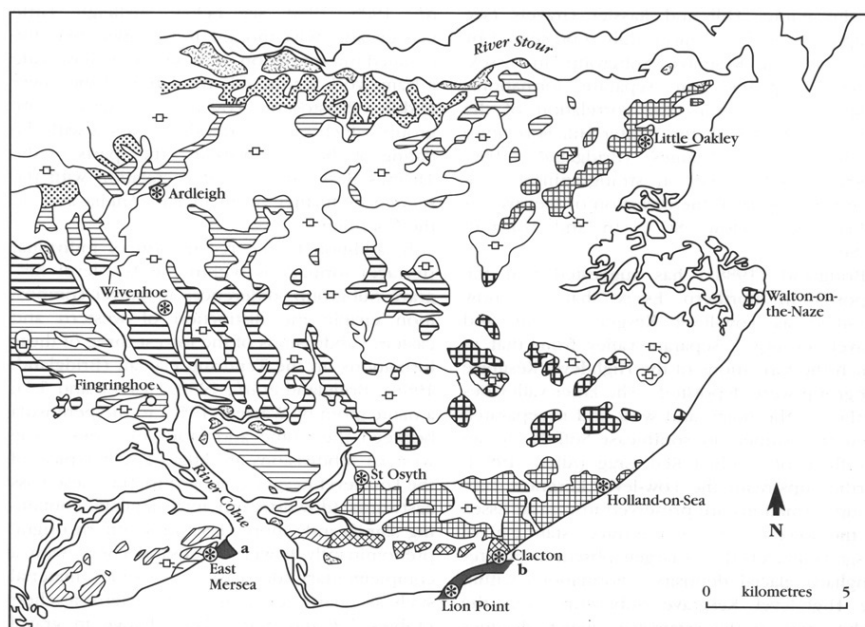 River Stour
Little Oakley
Ardleigh
Wivenhoe
Walton-on-
the-Naze
Fingringhoe
River Colne
St Osyth
Holland-on-Sea
N
a
East
Mersea
Clacton
b
Lion Point
0 kilometres 5